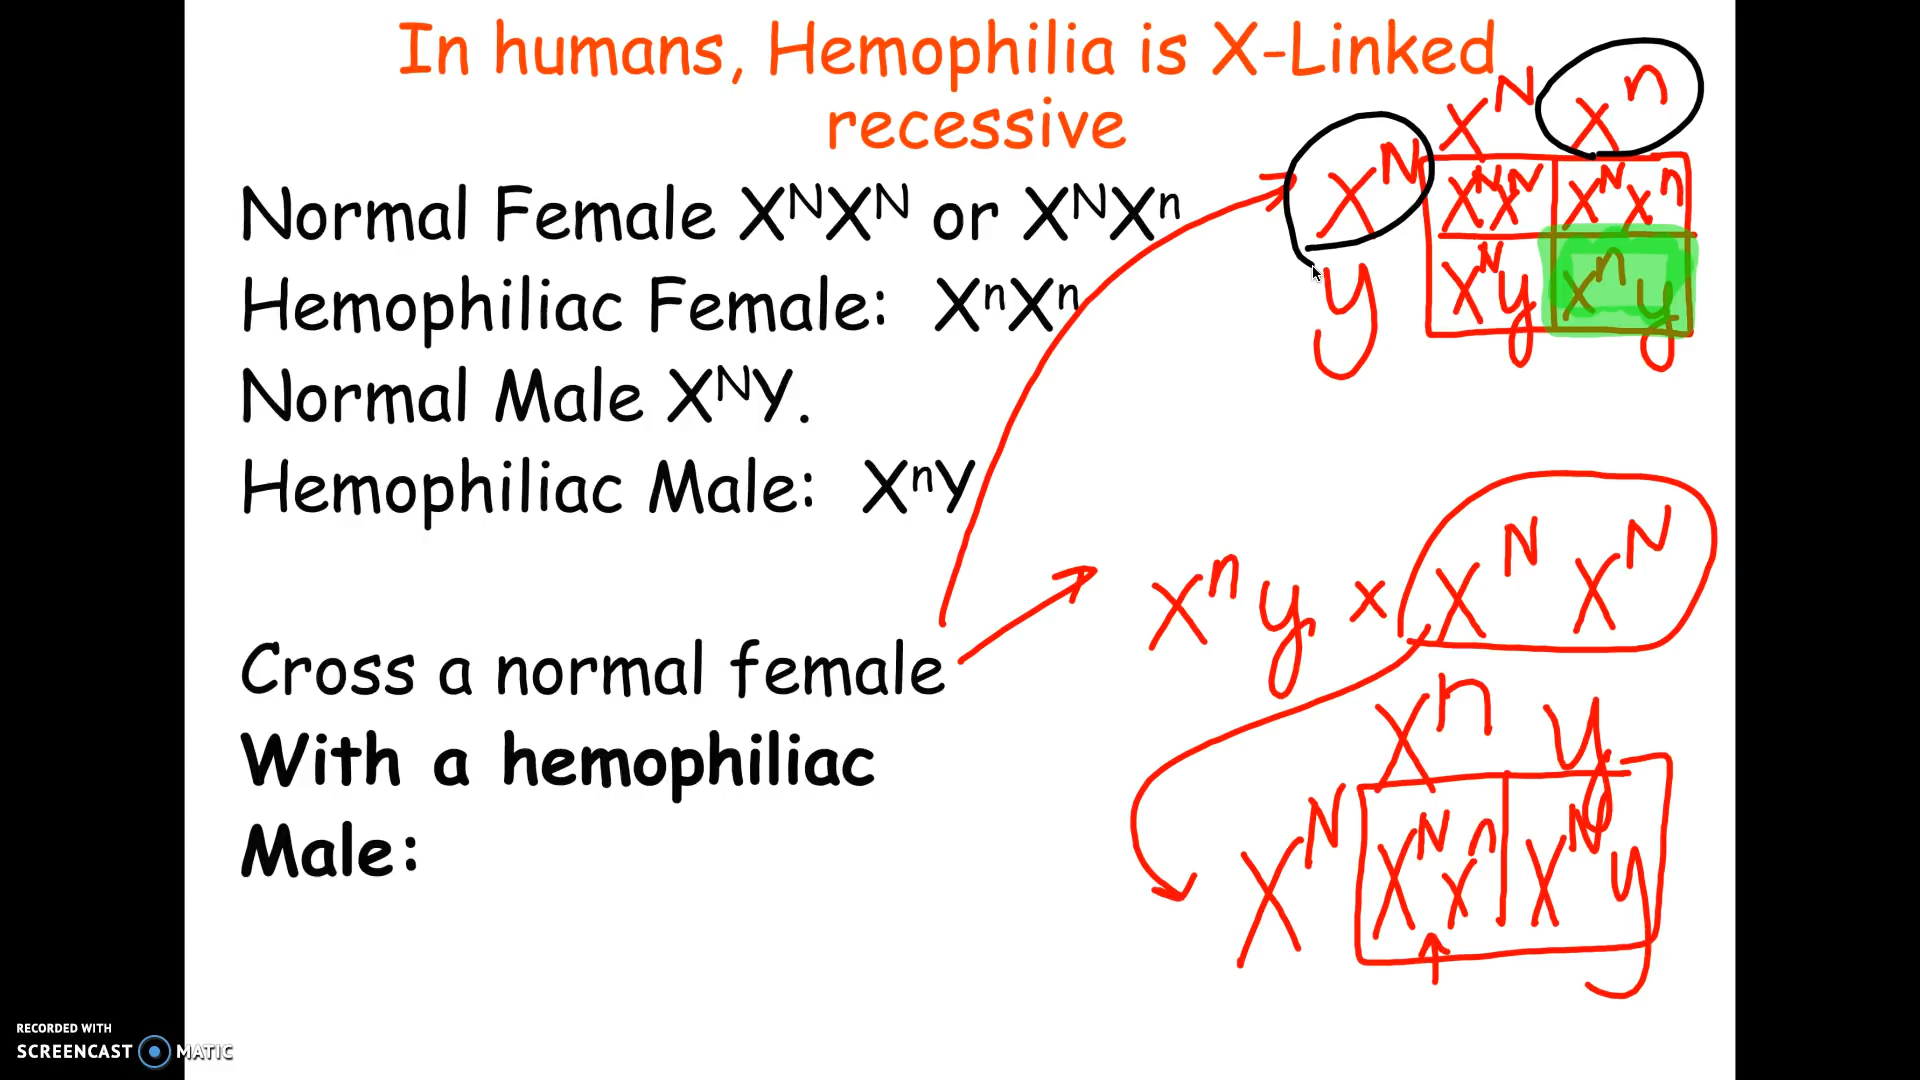 In humans, Hemophilia is X-Linked
recessive
Normal Female XᴺXᴺ or XᴺXⁿ
Hemophiliac Female: XⁿXⁿ
Normal Male XᴺY.
Hemophiliac Male: XⁿY
Cross a normal female
With a hemophiliac
Male:
Xᴺ Xⁿ
Xᴺ XᴺXᴺ XᴺXⁿ
y Xᴺy Xⁿy
Xⁿy x Xᴺ Xᴺ
Xⁿ y
Xᴺ XᴺXⁿ Xᴺy
RECORDED WITH
SCREENCAST MATIC